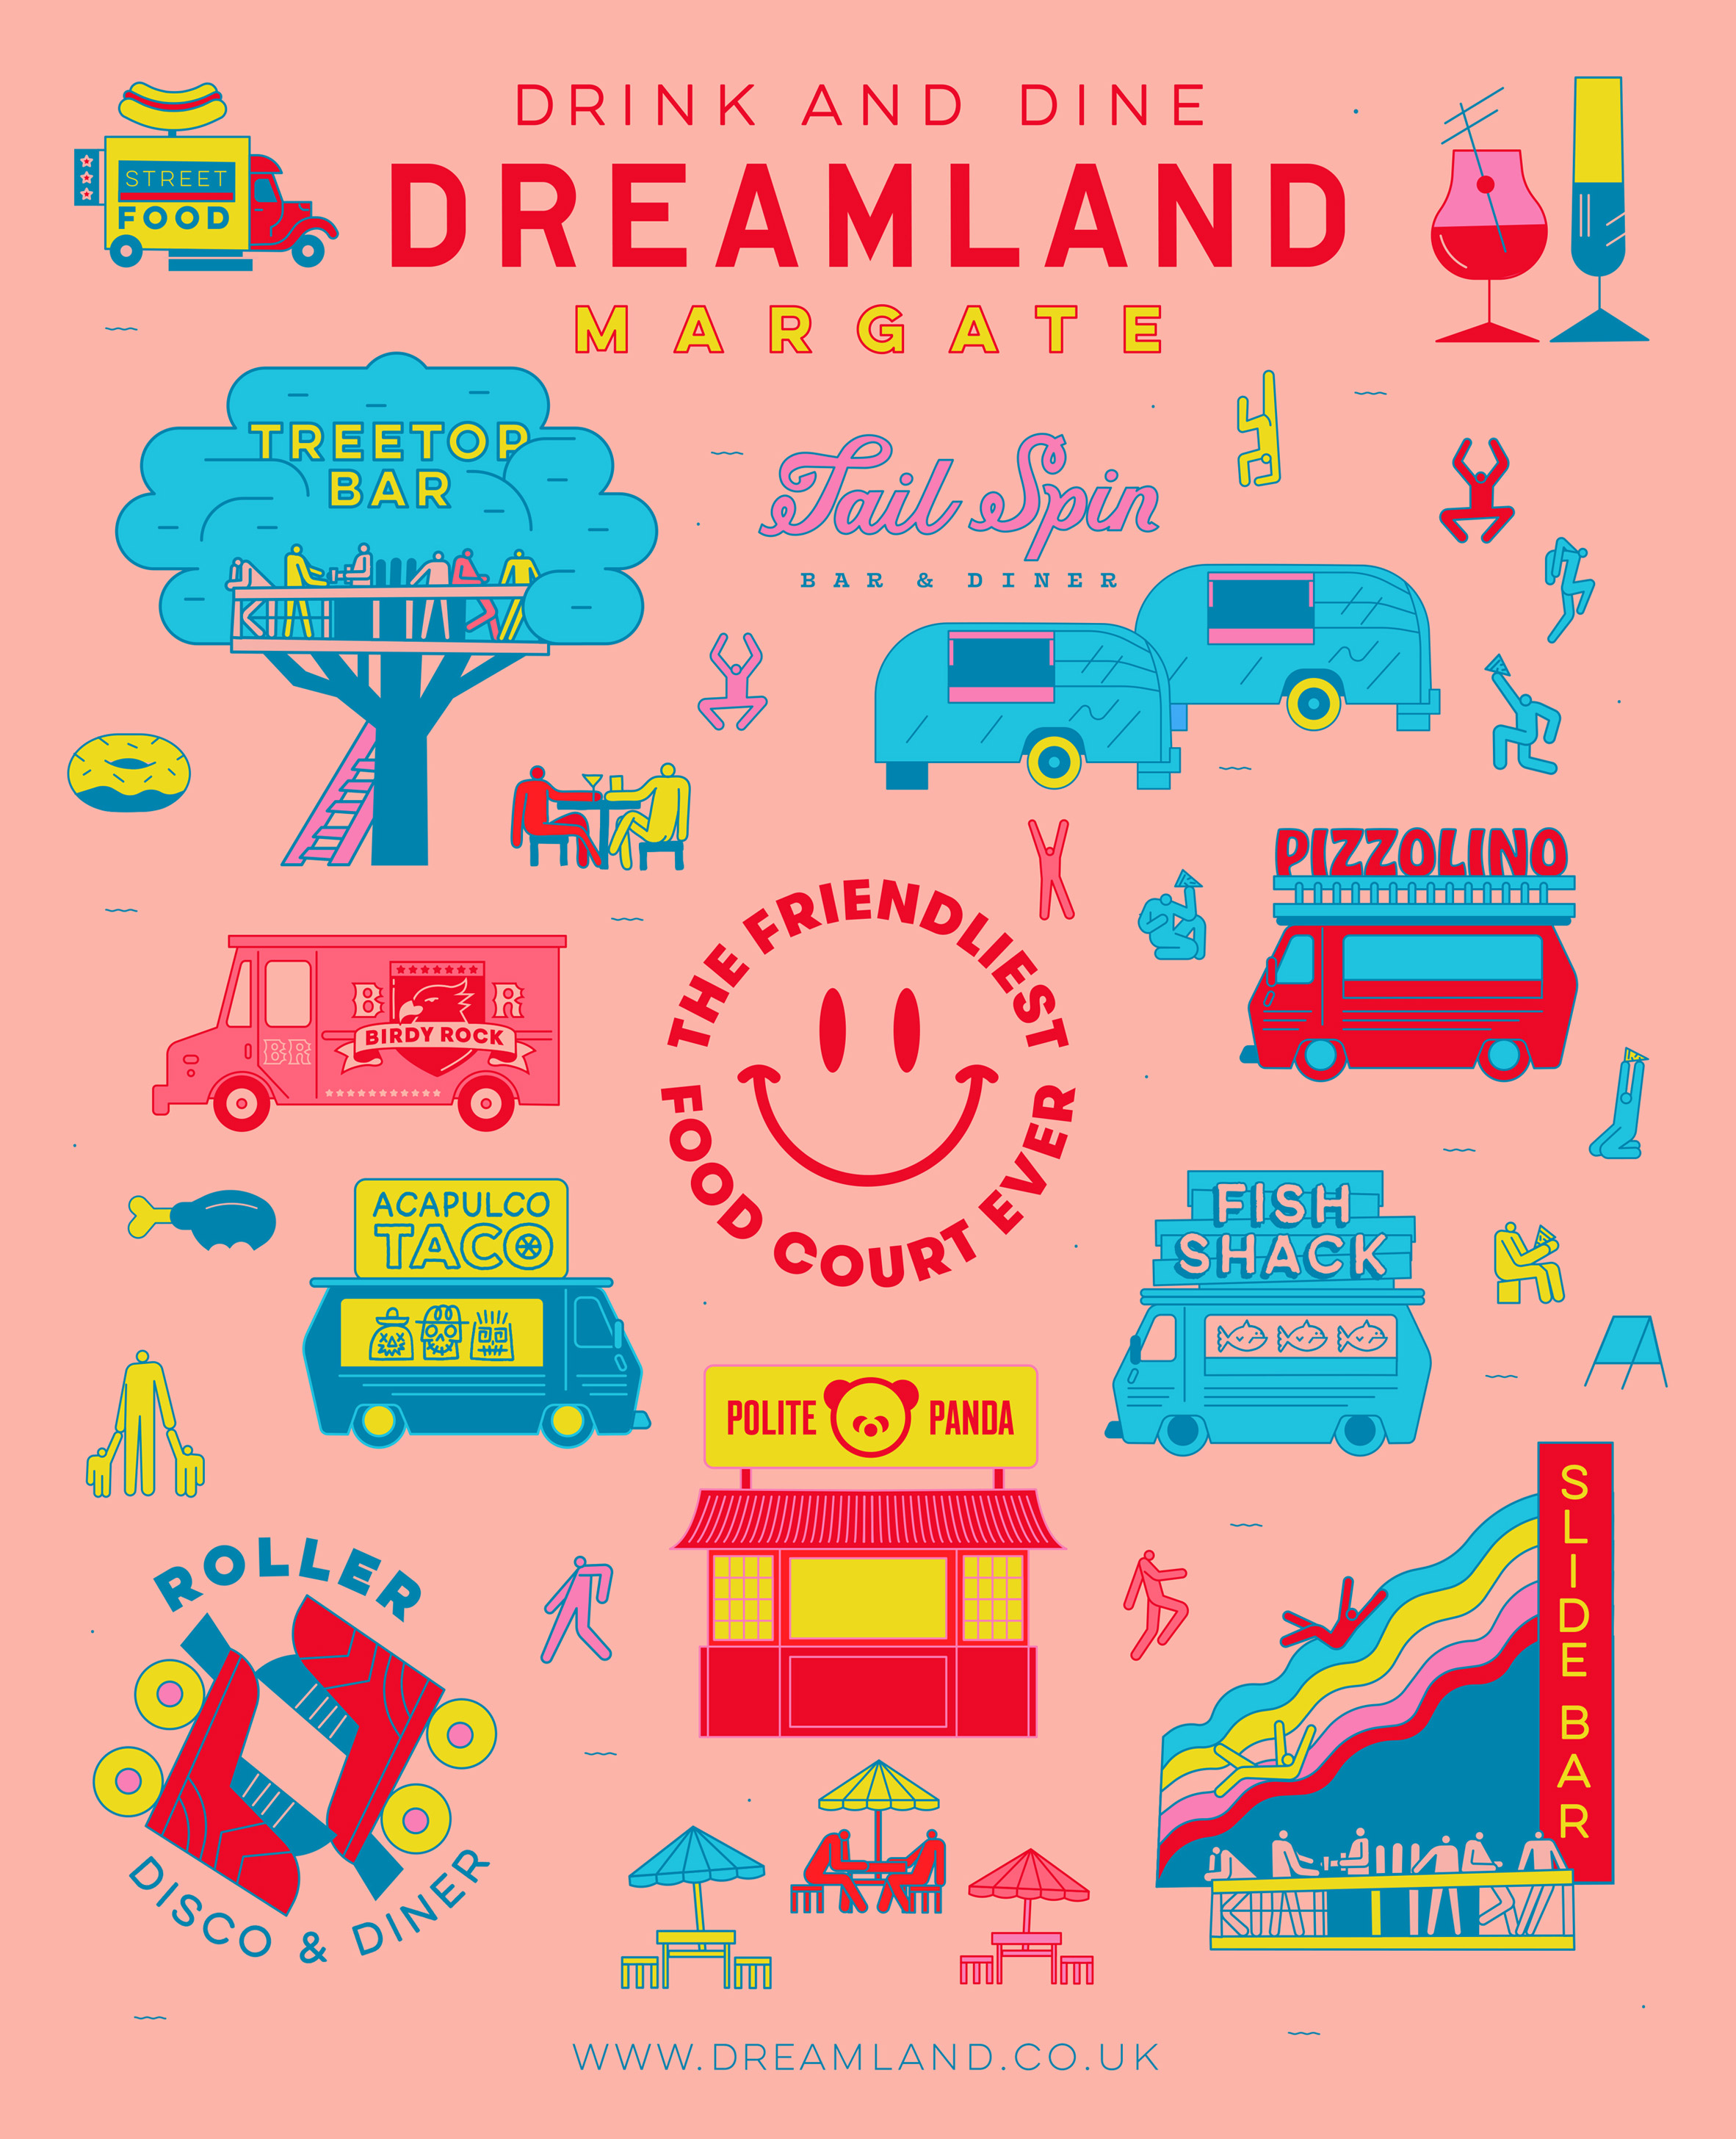 DRINK AND DINE
DREAMLAND
MARGATE
STREET
FOOD
TREETOP
BAR
Tail Spin
BAR & DINER
PIZZOLINO
THE FRIENDLIEST
FOOD COURT EVER
B R
BIRDY ROCK
BR
ACAPULCO
TACO
FISH
SHACK
POLITE PANDA
SLIDE BAR
ROLLER
DISCO & DINER
WWW.DREAMLAND.CO.UK